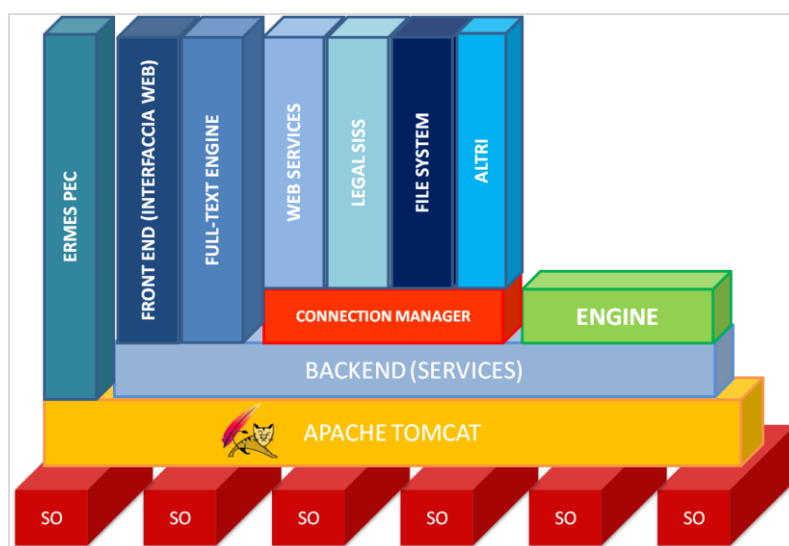 ERMES PEC
FRONT END (INTERFACCIA WEB)
FULL-TEXT ENGINE
WEB SERVICES
LEGAL SISS
FILE SYSTEM
ALTRI
CONNECTION MANAGER
ENGINE
BACKEND (SERVICES)
APACHE TOMCAT
SO
SO
SO
SO
SO
SO